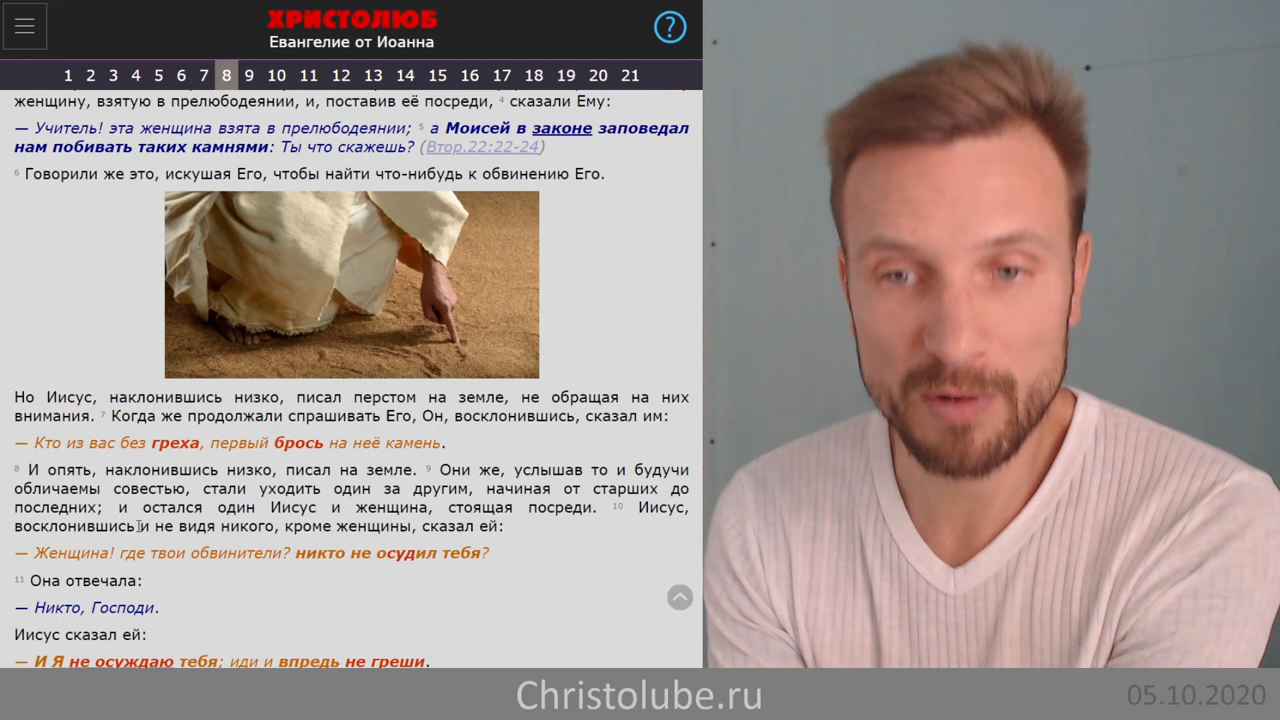 ХРИСТОЛЮБ
Евангелие от Иоанна
?
1 2 3 4 5 6 7 8 9 10 11 12 13 14 15 16 17 18 19 20 21
женщину, взятую в прелюбодеянии, и, поставив её посреди, 4 сказали Ему:
— Учитель! эта женщина взята в прелюбодеянии; 5 а Моисей в законе заповедал
нам побивать таких камнями: Ты что скажешь? (Втор.22:22-24)
6 Говорили же это, искушая Его, чтобы найти что-нибудь к обвинению Его.
Но Иисус, наклонившись низко, писал перстом на земле, не обращая на них
внимания. 7 Когда же продолжали спрашивать Его, Он, восклонившись, сказал им:
— Кто из вас без греха, первый брось на неё камень.
8 И опять, наклонившись низко, писал на земле. 9 Они же, услышав то и будучи
обличаемы совестью, стали уходить один за другим, начиная от старших до
последних; и остался один Иисус и женщина, стоящая посреди. 10 Иисус,
восклонившись и не видя никого, кроме женщины, сказал ей:
— Женщина! где твои обвинители? никто не осудил тебя?
11 Она отвечала:
— Никто, Господи.
Иисус сказал ей:
— И Я не осуждаю тебя; иди и впредь не греши.
Christolube.ru
05.10.2020